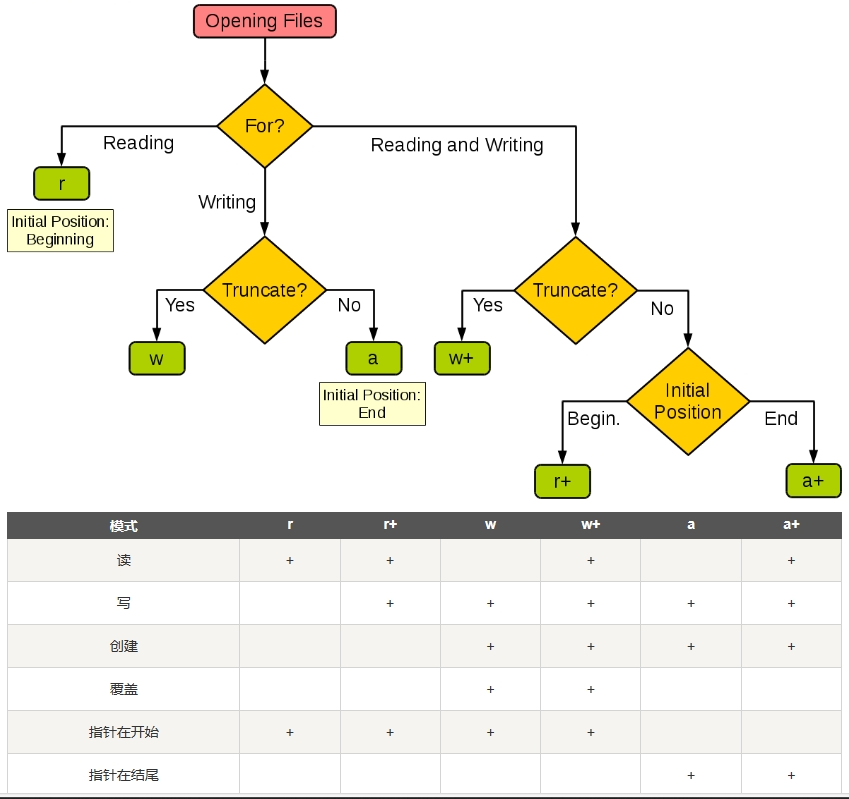 Opening Files
For?
Reading
Reading and Writing
r
Initial Position:
Beginning
Writing
Truncate?
Truncate?
Yes
No
Yes
No
w
a
w+
Initial Position:
End
Initial
Position
Begin.
End
r+
a+
模式 r r+ w w+ a a+
读 + + + +
写 + + + + +
创建 + + + +
覆盖 + +
指针在开始 + + + +
指针在结尾 + +